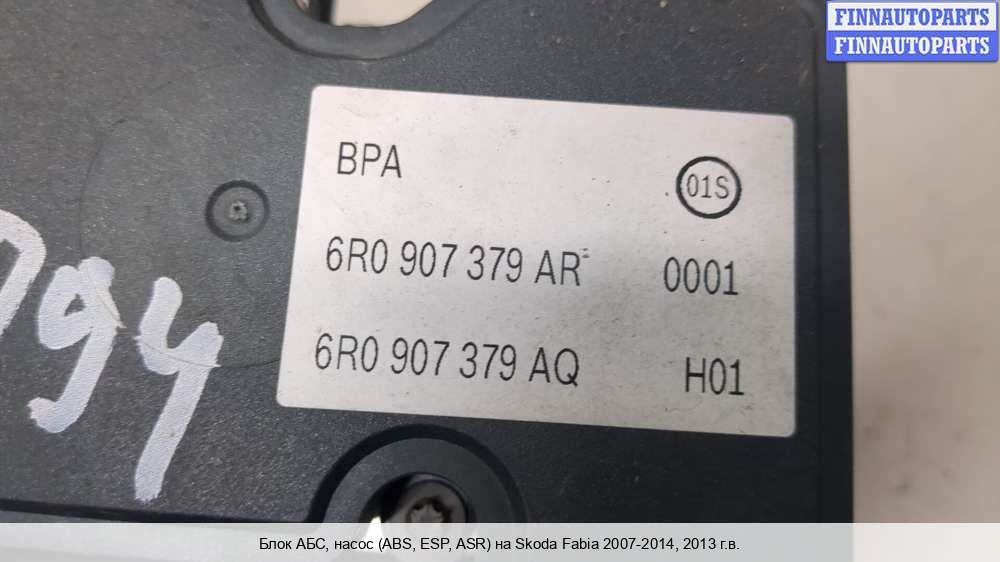 FINNAUTOPARTS
FINNAUTOPARTS
BPA
01S
6R0 907 379 AR 0001
6R0 907 379 AQ H01
794
Блок АБС, насос (ABS, ESP, ASR) на Skoda Fabia 2007-2014, 2013 г.в.